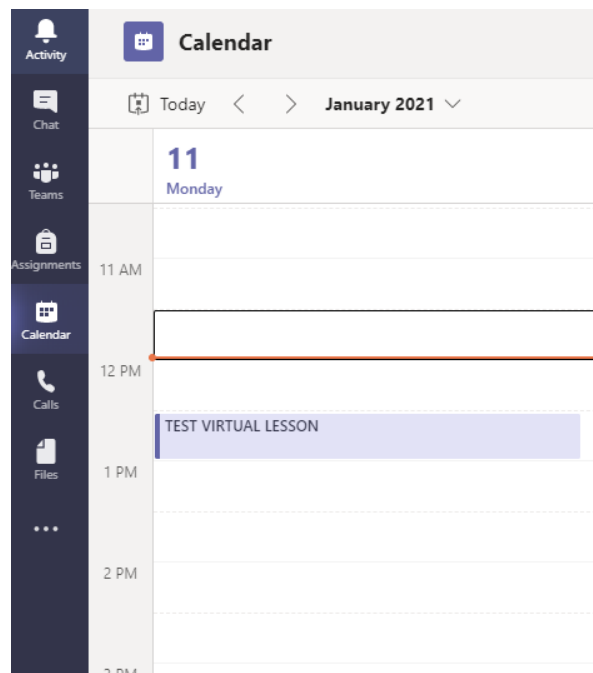 Activity
Chat
Teams
Assignments
Calendar
Calls
Files
Calendar
Today
January 2021
11
Monday
11 AM
12 PM
TEST VIRTUAL LESSON
1 PM
2 PM